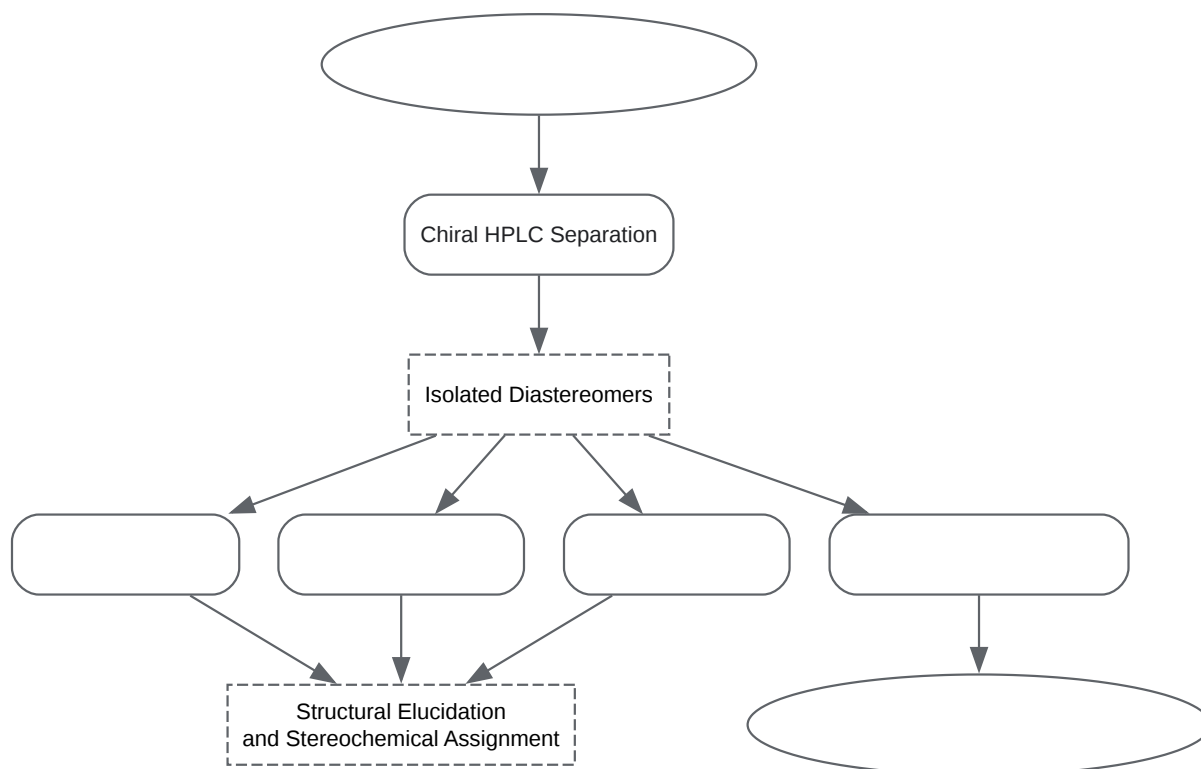 Chiral HPLC Separation
Isolated Diastereomers
Structural Elucidation
and Stereochemical Assignment